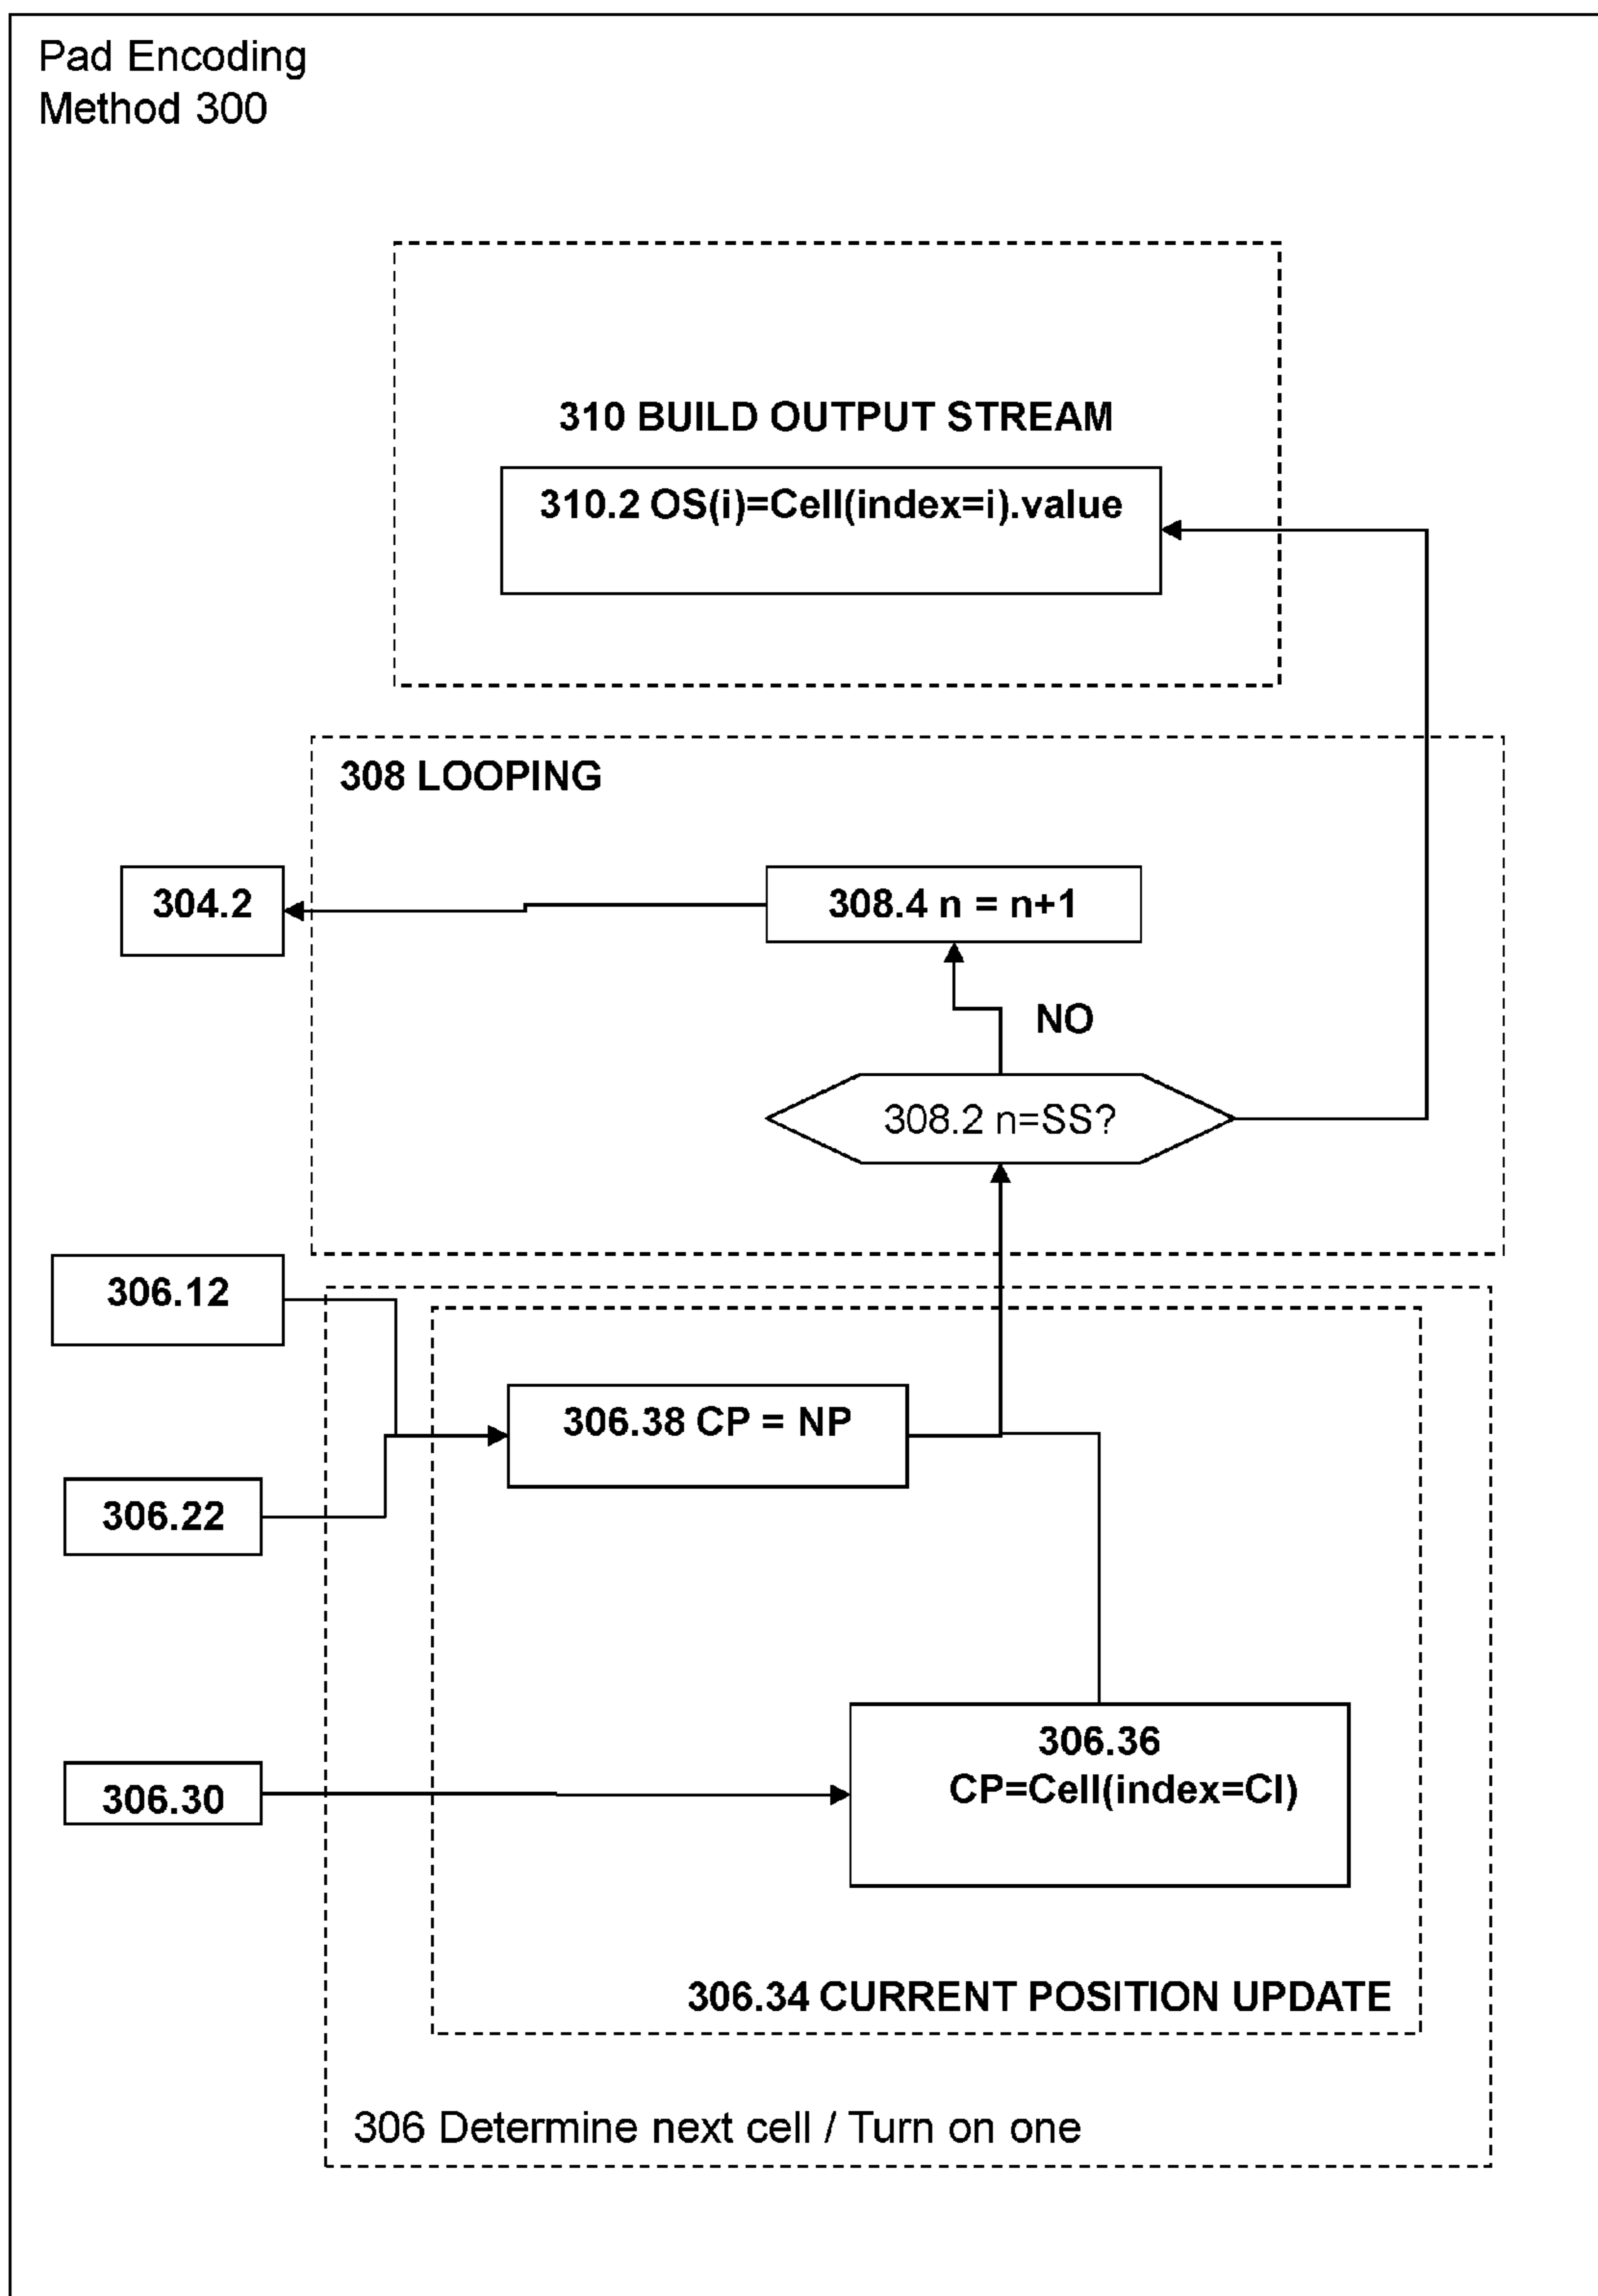 Pad Encoding
Method 300
310 BUILD OUTPUT STREAM
310.2 OS(i)=Cell(index=i).value
308 LOOPING
304.2
308.4 n = n+1
NO
308.2 n=SS?
306.12
306.38 CP = NP
306.22
306.36
CP=Cell(index=CI)
306.30
306.34 CURRENT POSITION UPDATE
306 Determine next cell / Turn on one